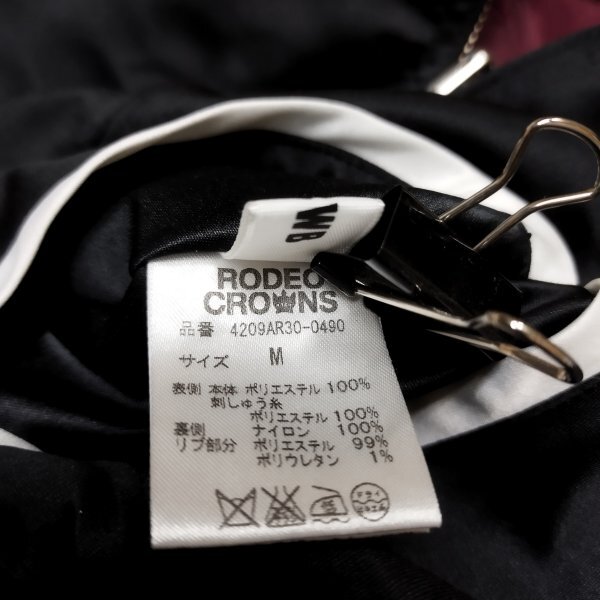 WB
RODEO
CROWNS
品番 4209AR30-0490
サイズ M
表側 本体 ポリエステル 100%
刺しゅう糸
ポリエステル 100%
裏側 ナイロン 100%
リブ部分 ポリエステル 99%
ポリウレタン 1%
ドライ